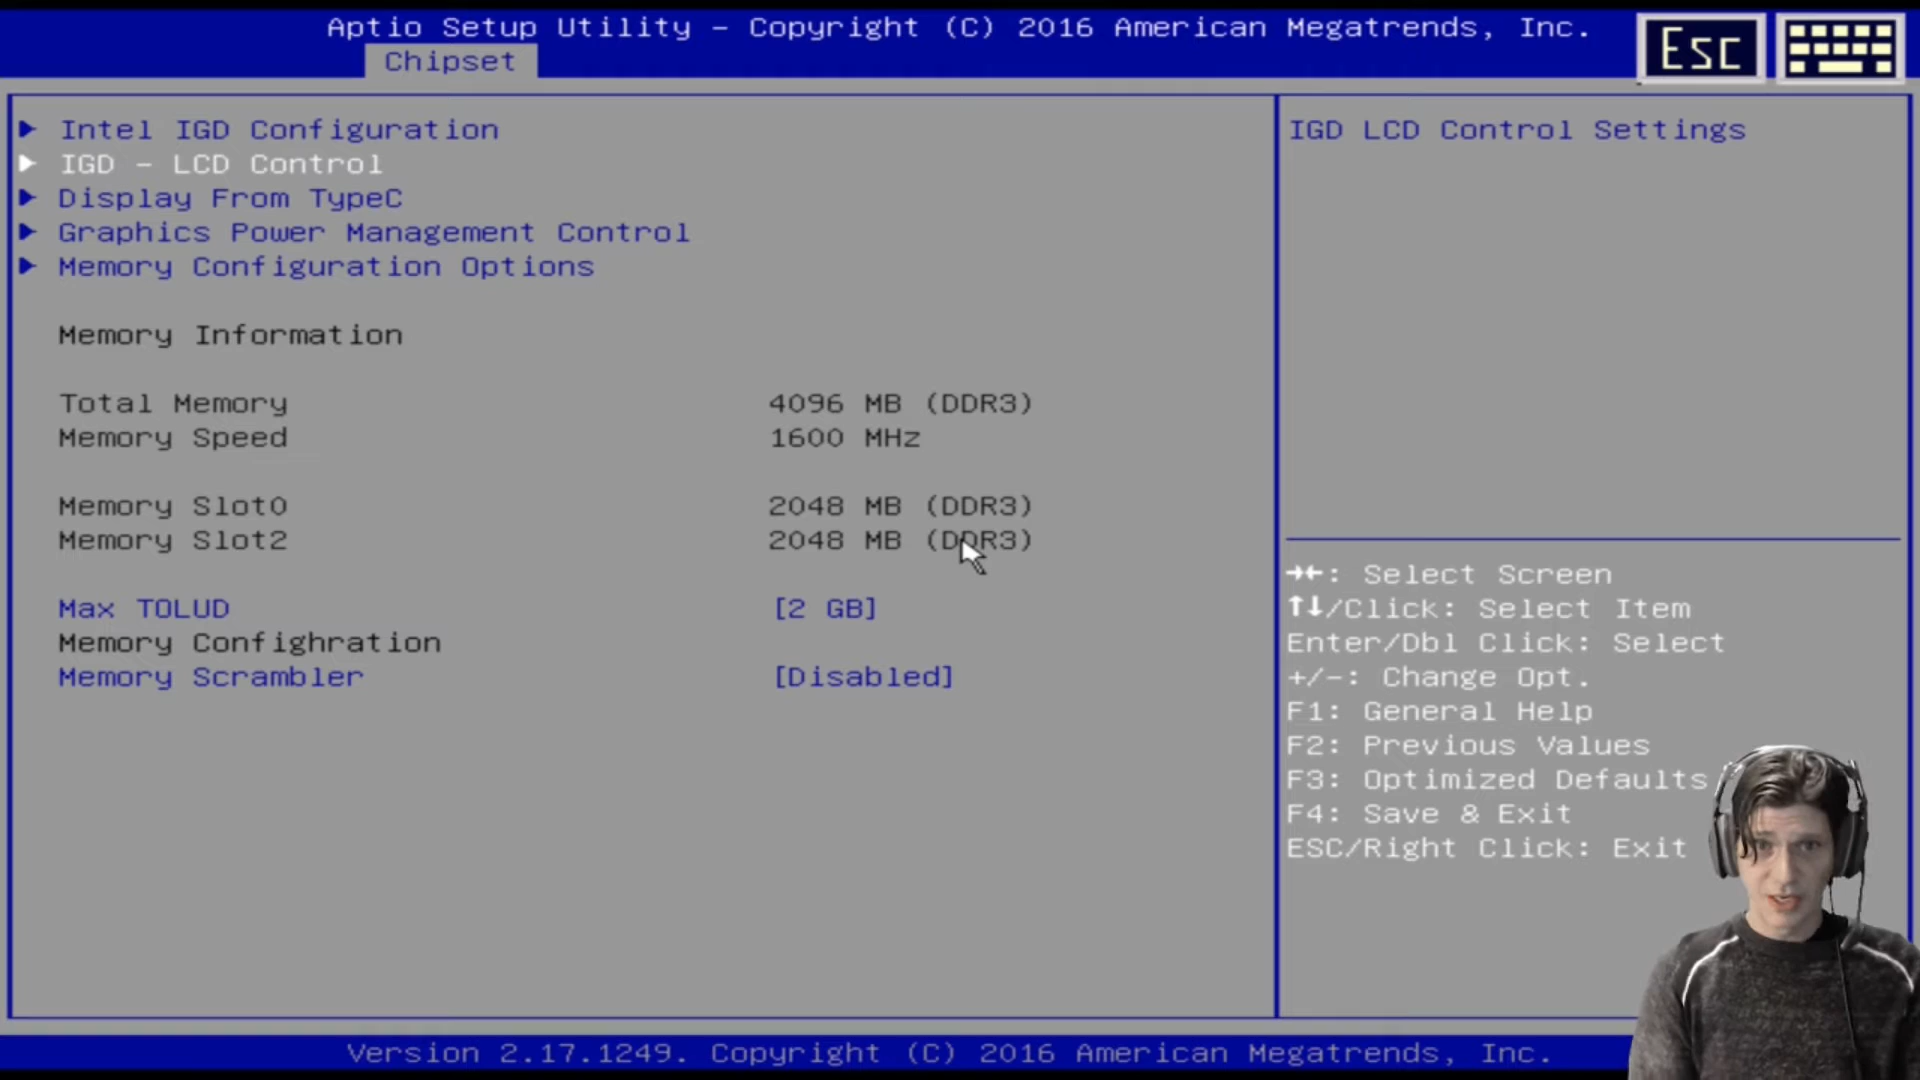 Aptio Setup Utility – Copyright (C) 2016 American Megatrends, Inc.
Esc
Chipset
Intel IGD Configuration
IGD – LCD Control
Display From TypeC
Graphics Power Management Control
Memory Configuration Options
Memory Information
Total Memory 4096 MB (DDR3)
Memory Speed 1600 MHz
Memory Slot0 2048 MB (DDR3)
Memory Slot2 2048 MB (DDR3)
Max TOLUD [2 GB]
Memory Confighration
Memory Scrambler [Disabled]
IGD LCD Control Settings
→←: Select Screen
↑↓/Click: Select Item
Enter/Dbl Click: Select
+/-: Change Opt.
F1: General Help
F2: Previous Values
F3: Optimized Defaults
F4: Save & Exit
ESC/Right Click: Exit
Version 2.17.1249. Copyright (C) 2016 American Megatrends, Inc.